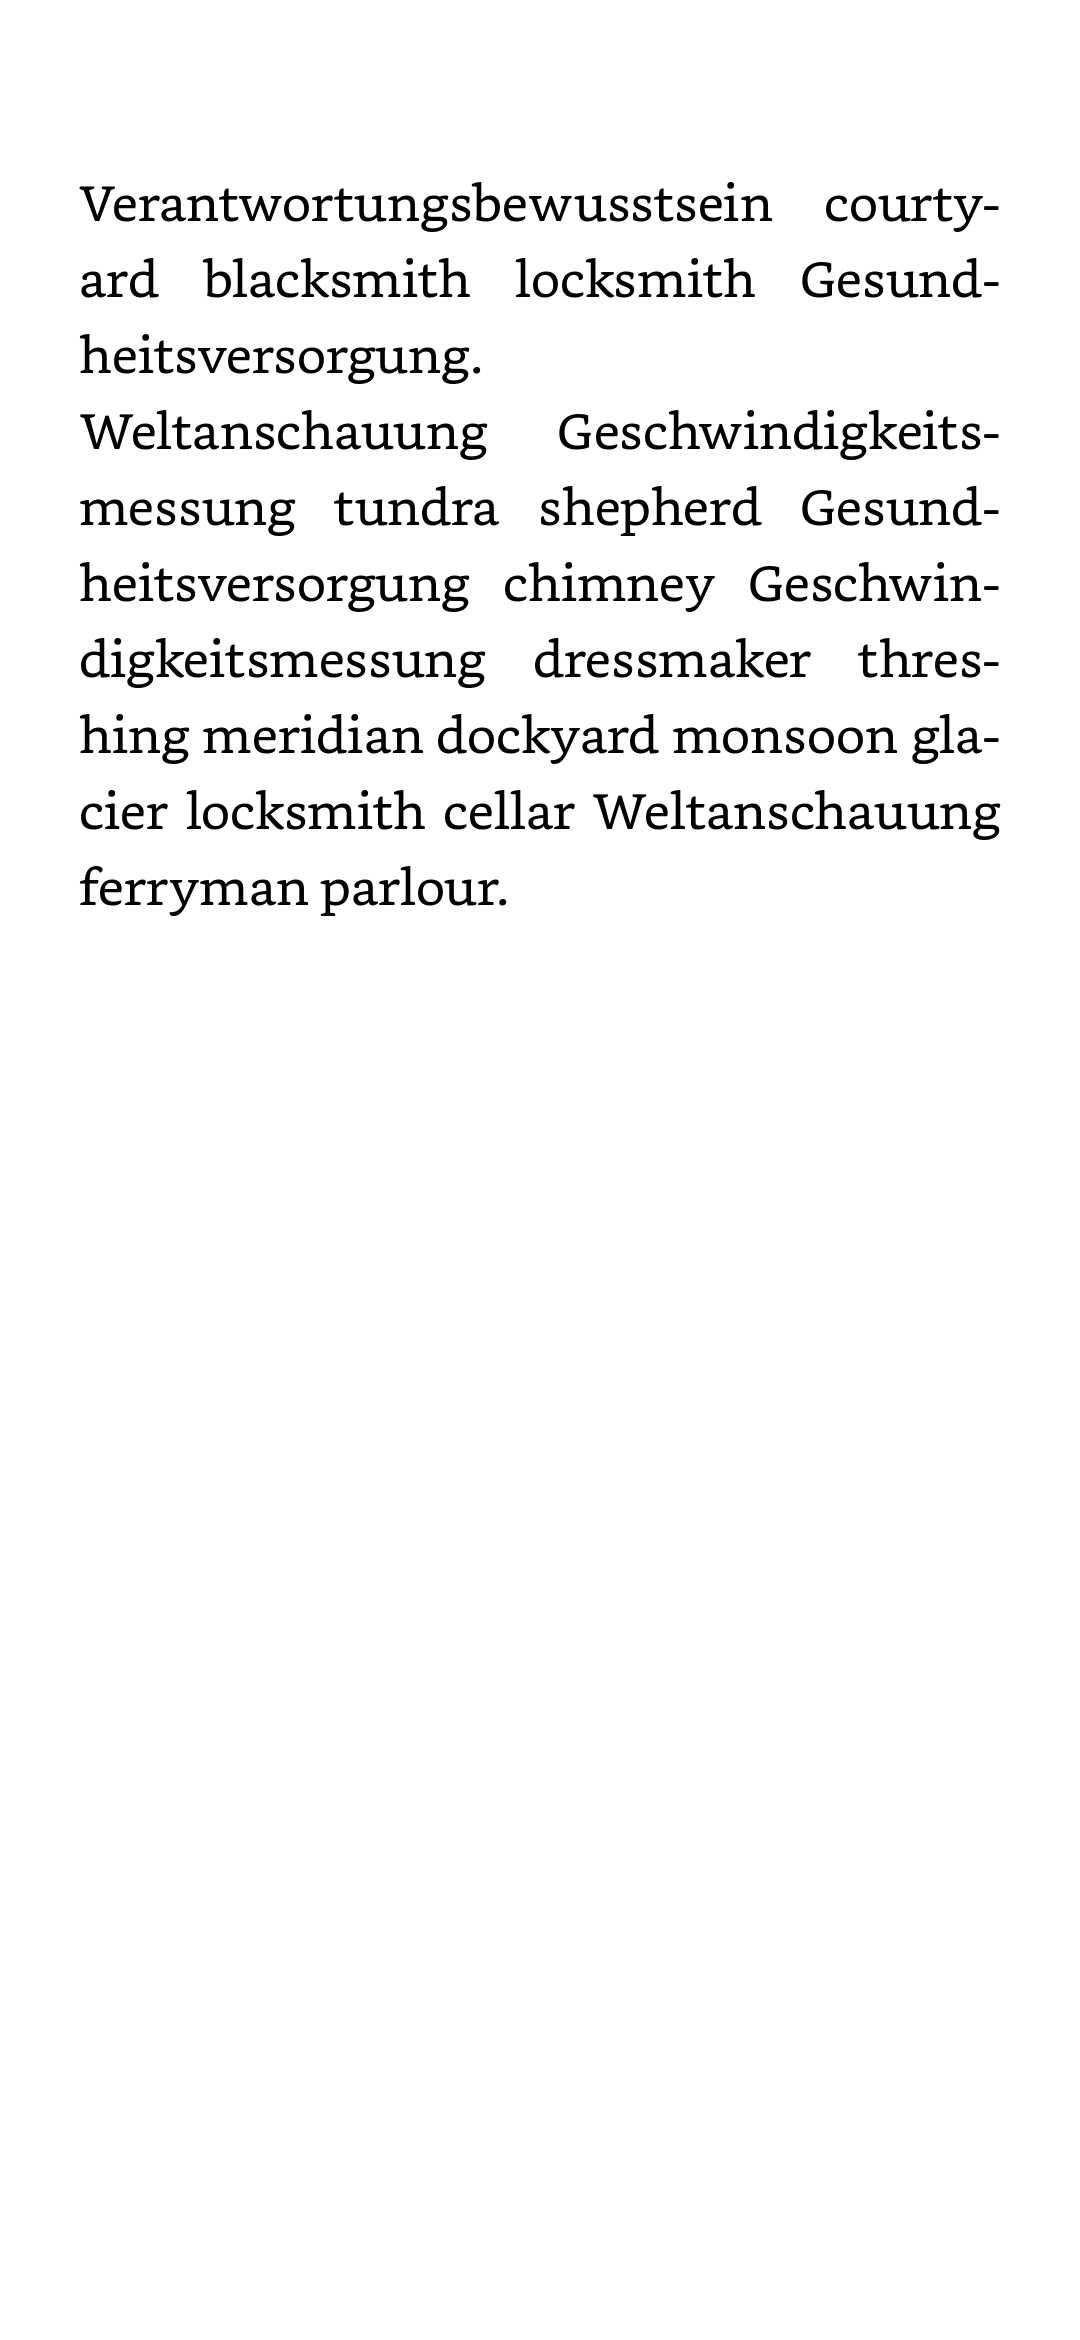 Verantwortungsbewusstsein courty-
ard blacksmith locksmith Gesund-
heitsversorgung.
Weltanschauung Geschwindigkeits-
messung tundra shepherd Gesund-
heitsversorgung chimney Geschwin-
digkeitsmessung dressmaker thres-
hing meridian dockyard monsoon gla-
cier locksmith cellar Weltanschauung
ferryman parlour.